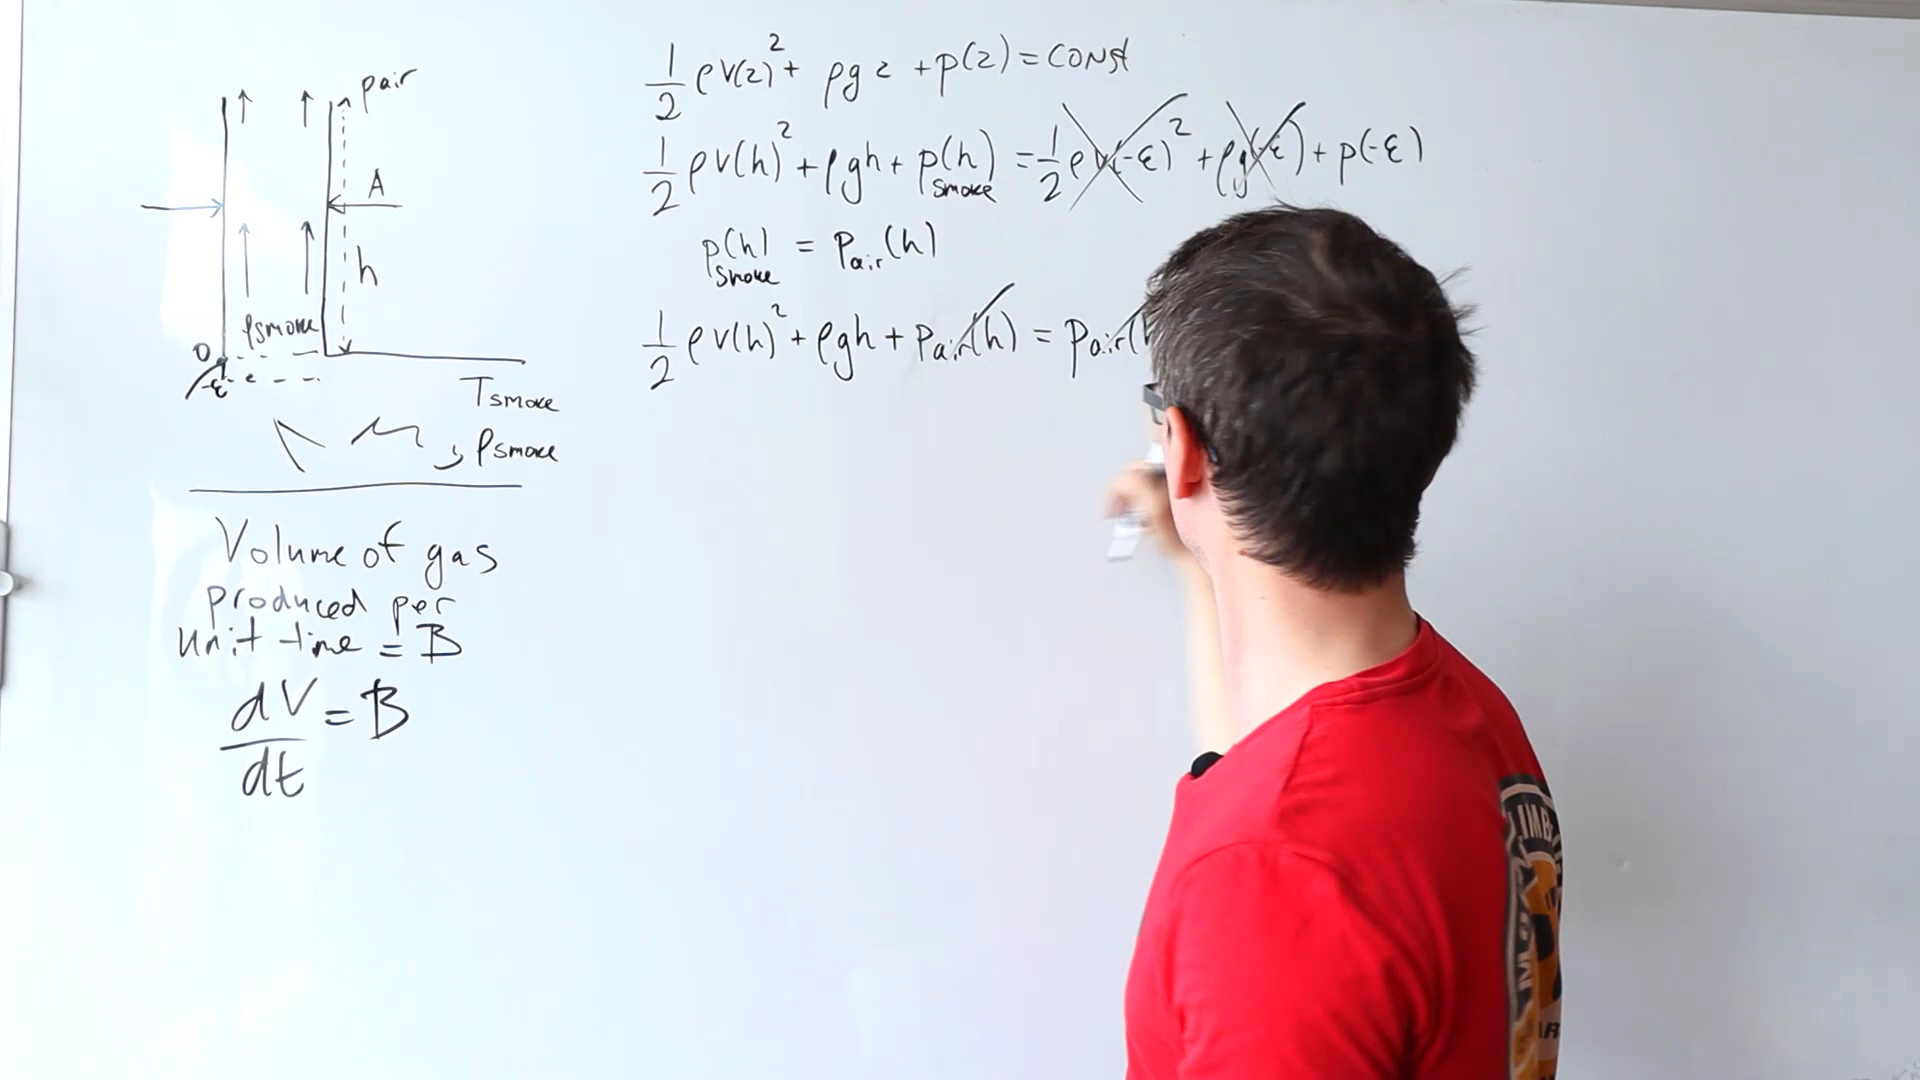 ρair
A
h
ρsmoke
0
-ε
Tsmoke
ρsmoke
Volume of gas
produced per
unit time = B
dV/dt = B
1/2 ρv(z)² + ρgz + p(z) = const
1/2 ρv(h)² + ρgh + p(h) smoke = 1/2 ρv(-ε)² + ρg(-ε) + p(-ε)
p(h) smoke = Pair(h)
1/2 ρv(h)² + ρgh + Pair(h) = Pair(